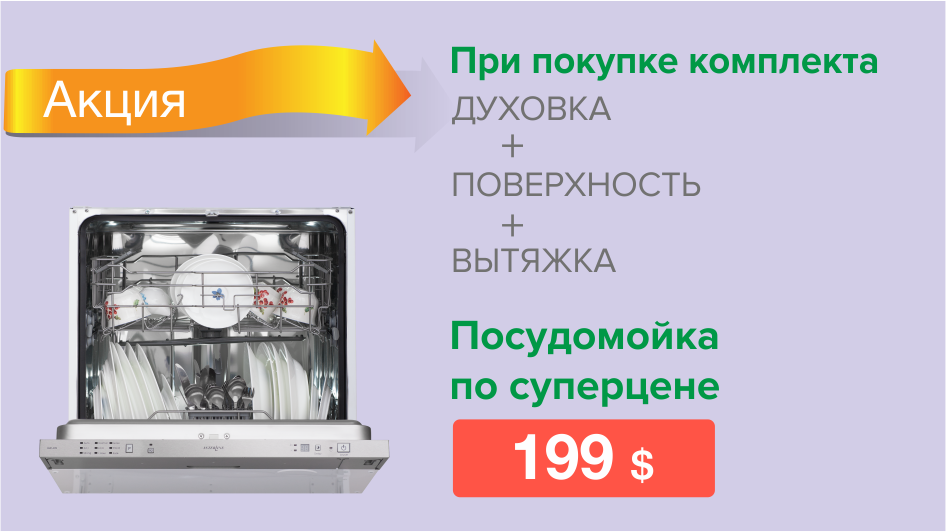 Акция
При покупке комплекта
ДУХОВКА
+
ПОВЕРХНОСТЬ
+
ВЫТЯЖКА
Посудомойка
по суперцене
199 $